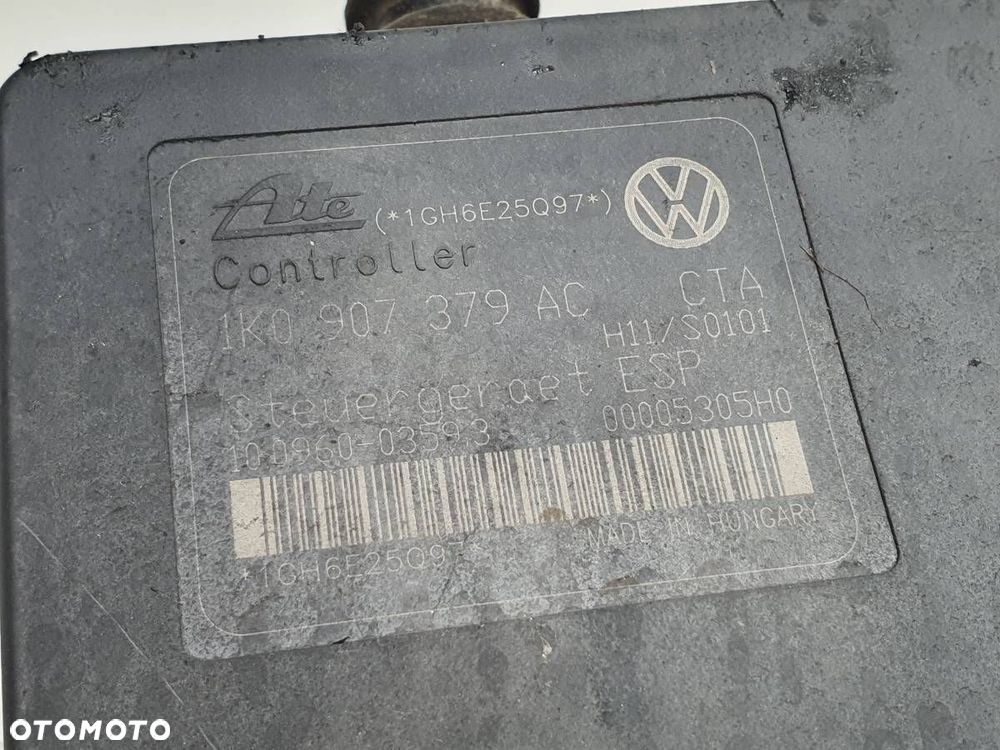 Ate (*1GH6E25Q97*)
Controller
1K0 907 379 AC CTA
H11/S0101
Steuergeraet ESP
10.0960-0359.3 00005305H0
*1GH6E25Q97
MADE IN HUNGARY
OTOMOTO